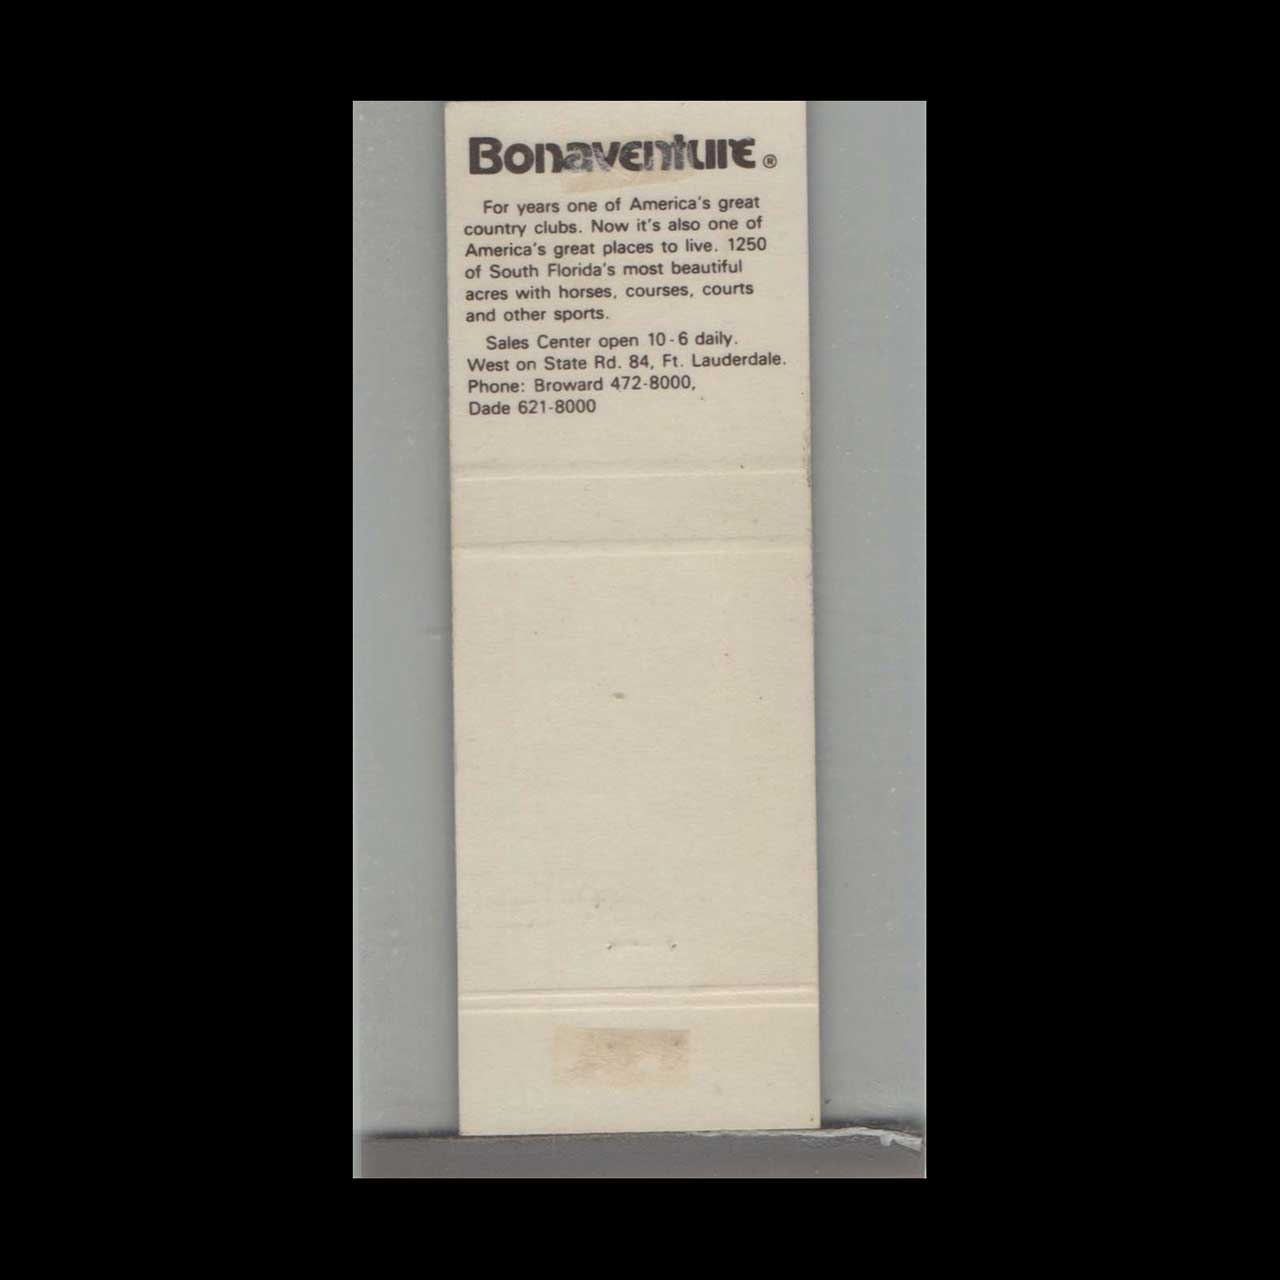 Bonaventure®
For years one of America's great
country clubs. Now it's also one of
America's great places to live. 1250
of South Florida's most beautiful
acres with horses, courses, courts
and other sports.
Sales Center open 10-6 daily.
West on State Rd. 84, Ft. Lauderdale.
Phone: Broward 472-8000,
Dade 621-8000